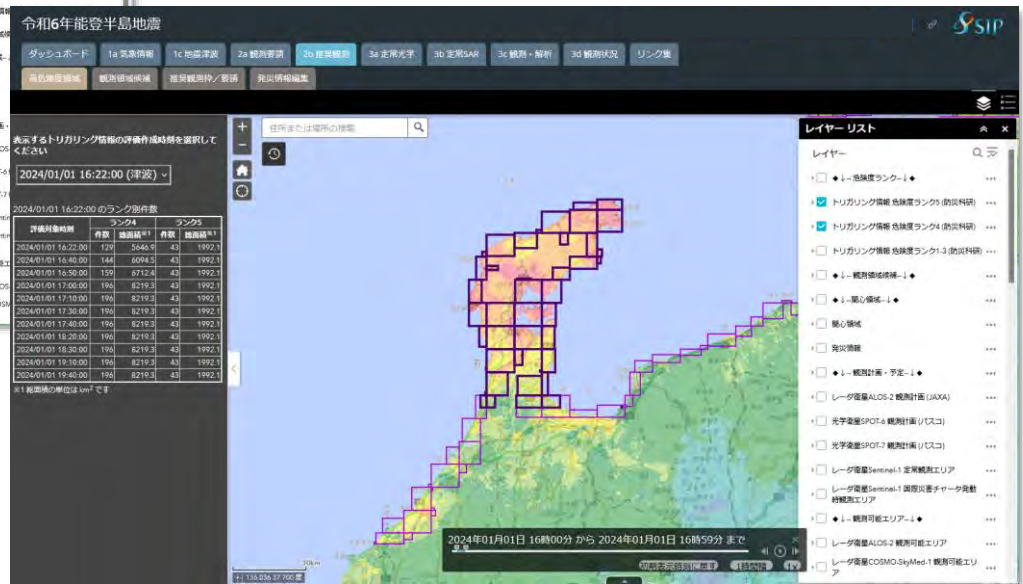 令和6年能登半島地震
SIP
ダッシュボード 1a 気象情報 1c 地震津波 2a 観測要請 2b 推奨観測 3a 定常光学 3b 定常SAR 3c 観測・解析 3d 観測状況 リンク集
高危険度領域 観測領域候補 推奨観測枠/要請 発災情報編集
表示するトリガリング情報の評価作成時刻を選択して
ください
2024/01/01 16:22:00 (津波)
2024/01/01 16:22:00 のランク別件数
評価対象時刻 ランク4 ランク5
件数 総面積※1 件数 総面積※1
2024/01/01 16:22:00 129 5646.9 43 1992.1
2024/01/01 16:40:00 144 6094.5 43 1992.1
2024/01/01 16:50:00 159 6712.4 43 1992.1
2024/01/01 17:00:00 196 8219.3 43 1992.1
2024/01/01 17:10:00 196 8219.3 43 1992.1
2024/01/01 17:30:00 196 8219.3 43 1992.1
2024/01/01 17:40:00 196 8219.3 43 1992.1
2024/01/01 18:20:00 196 8219.3 43 1992.1
2024/01/01 18:30:00 196 8219.3 43 1992.1
2024/01/01 19:10:00 196 8219.3 43 1992.1
2024/01/01 19:40:00 196 8219.3 43 1992.1
※1 総面積の単位は km² です
住所または場所の検索
レイヤー リスト
レイヤー
◆↓--危険度ランク--↓◆
トリガリング情報 危険度ランク5 (防災科研)
トリガリング情報 危険度ランク4 (防災科研)
トリガリング情報 危険度ランク1-3 (防災科研)
◆↓--観測領域候補--↓◆
◆↓--関心領域--↓◆
関心領域
発災情報
◆↓--観測計画・予定--↓◆
レーダ衛星ALOS-2 観測計画 (JAXA)
光学衛星SPOT-6 観測計画 (パスコ)
光学衛星SPOT-7 観測計画 (パスコ)
レーダ衛星Sentinel-1 定常観測エリア
レーダ衛星Sentinel-1 国際災害チャータ発動
時観測エリア
◆↓--観測可能エリア--↓◆
レーダ衛星ALOS-2 観測可能エリア
レーダ衛星COSMO-SkyMed-1 観測可能エリ
ア
2024年01月01日 16時00分 から 2024年01月01日 16時59分 まで
初期表示時刻に戻す 1時間幅 1x
30km
136.036 37.700 度